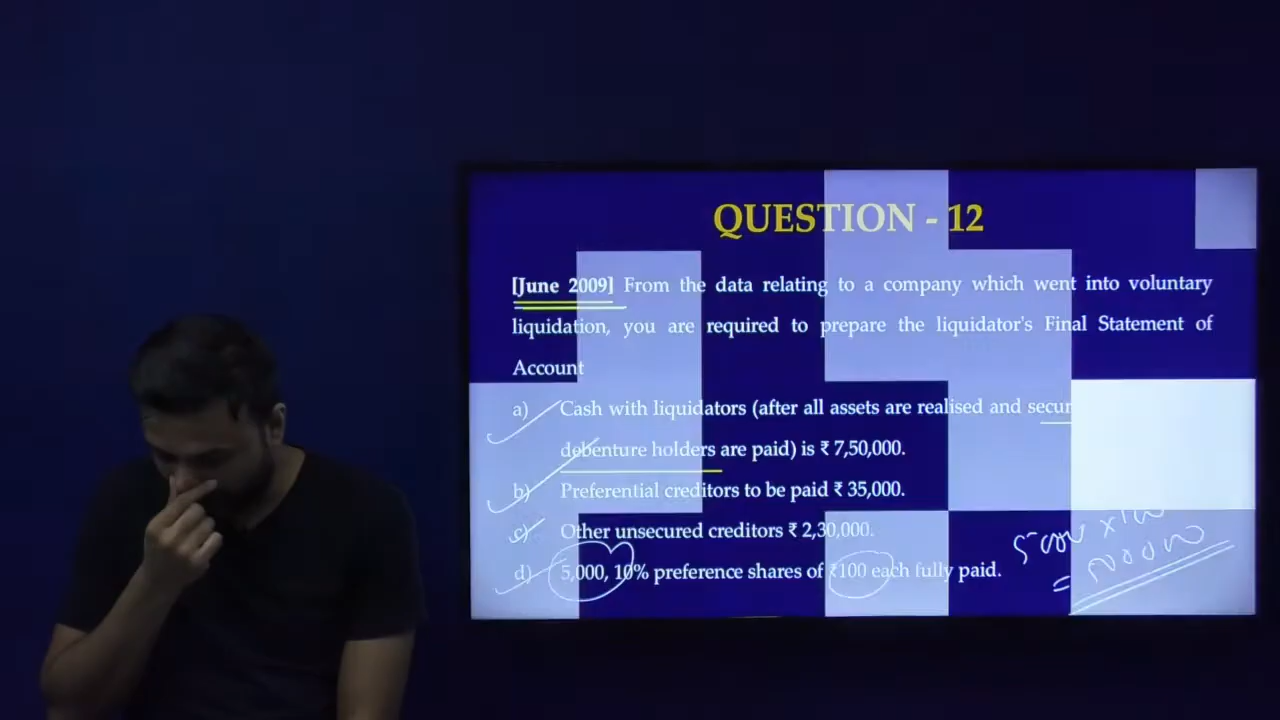 QUESTION - 12
[June 2009] From the data relating to a company which went into voluntary
liquidation, you are required to prepare the liquidator's Final Statement of
Account
a) Cash with liquidators (after all assets are realised and secur
debenture holders are paid) is ₹ 7,50,000.
b) Preferential creditors to be paid ₹ 35,000.
c) Other unsecured creditors ₹ 2,30,000.
d) 5,000, 10% preference shares of ₹100 each fully paid.